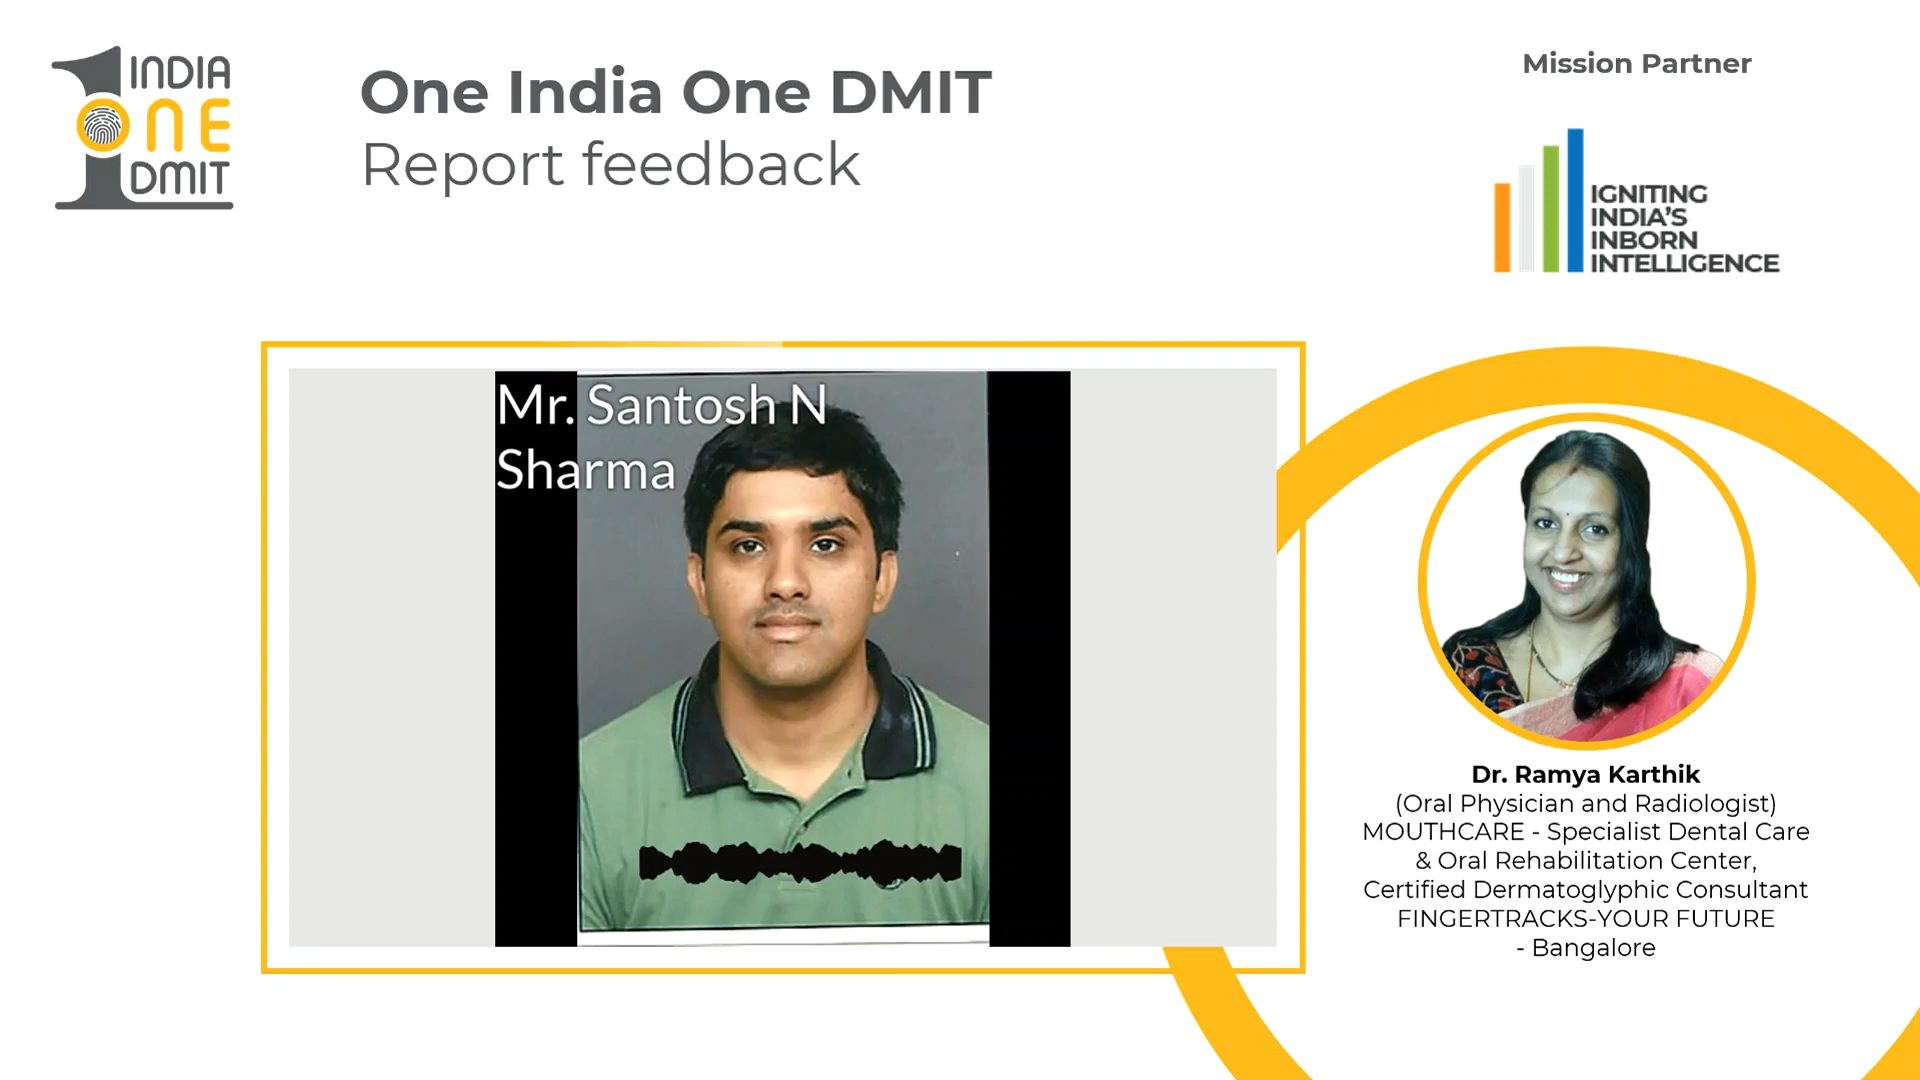 INDIA
ONE
DMIT
One India One DMIT
Report feedback
Mission Partner
IGNITING
INDIA'S
INBORN
INTELLIGENCE
Mr. Santosh N
Sharma
Dr. Ramya Karthik
(Oral Physician and Radiologist)
MOUTHCARE - Specialist Dental Care
& Oral Rehabilitation Center,
Certified Dermatoglyphic Consultant
FINGERTRACKS-YOUR FUTURE
- Bangalore